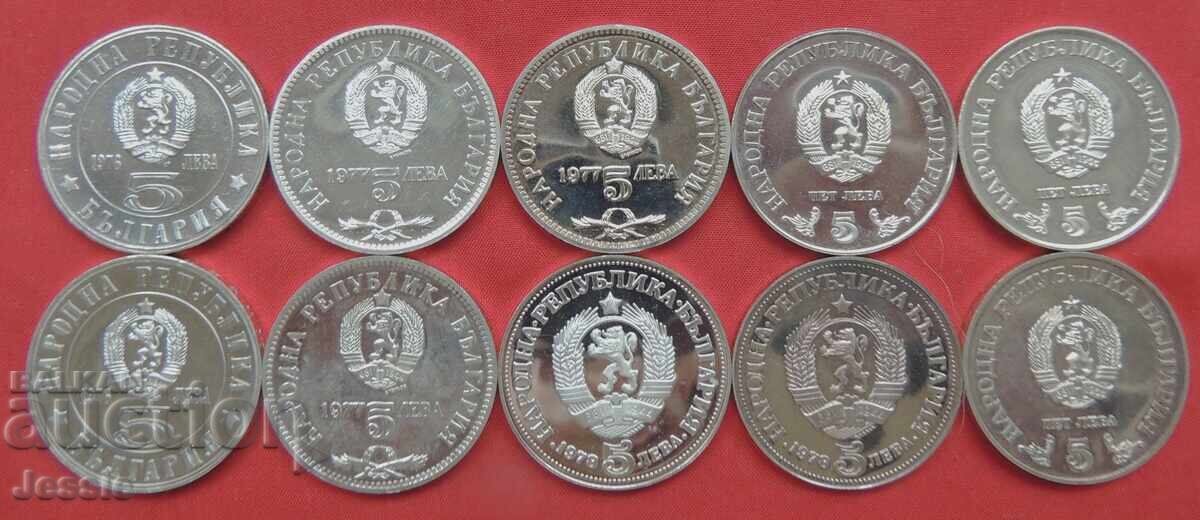 НАРОДНА РЕПУБЛИКА
1976 ЛЕВА
5
★ БЪЛГАРИЯ ★
НАРОДНА РЕПУБЛИКА БЪЛГАРИЯ
1977 5 ЛЕВА
НАРОДНА РЕПУБЛИКА БЪЛГАРИЯ
1977 5 ЛЕВА
НАРОДНА РЕПУБЛИКА БЪЛГАРИЯ
ПЕТ ЛЕВА
5
НАРОДНА РЕПУБЛИКА БЪЛГАРИЯ
ПЕТ ЛЕВА
5
НАРОДНА РЕПУБЛИКА
5
БЪЛГАРИЯ
НАРОДНА РЕПУБЛИКА БЪЛГАРИЯ
1977 5 ЛЕВА
НАРОДНА·РЕПУБЛИКА·БЪЛГАРИЯ
681 1944
·1978 5 ЛЕВА·
НАРОДНА·РЕПУБЛИКА·БЪЛГАРИЯ
·1978 5 ЛЕВА·
НАРОДНА РЕПУБЛИКА БЪЛГАРИЯ
ПЕТ ЛЕВА
5
BALKAN
auction
Jessie